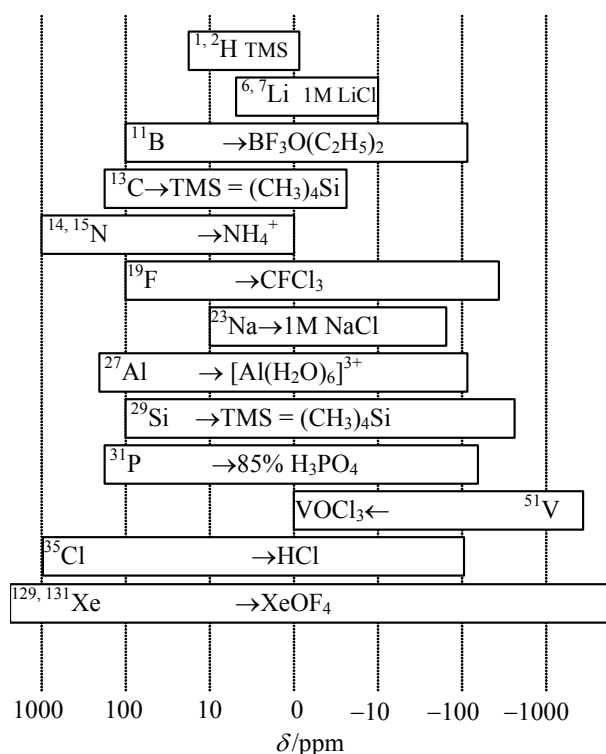 1, 2H TMS
6, 7Li 1M LiCl
11B →BF3O(C2H5)2
13C→TMS = (CH3)4Si
14, 15N →NH4+
19F →CFCl3
23Na→1M NaCl
27Al → [Al(H2O)6]3+
29Si →TMS = (CH3)4Si
31P →85% H3PO4
VOCl3← 51V
35Cl →HCl
129, 131Xe →XeOF4
1000 100 10 0 −10 −100 −1000
δ/ppm